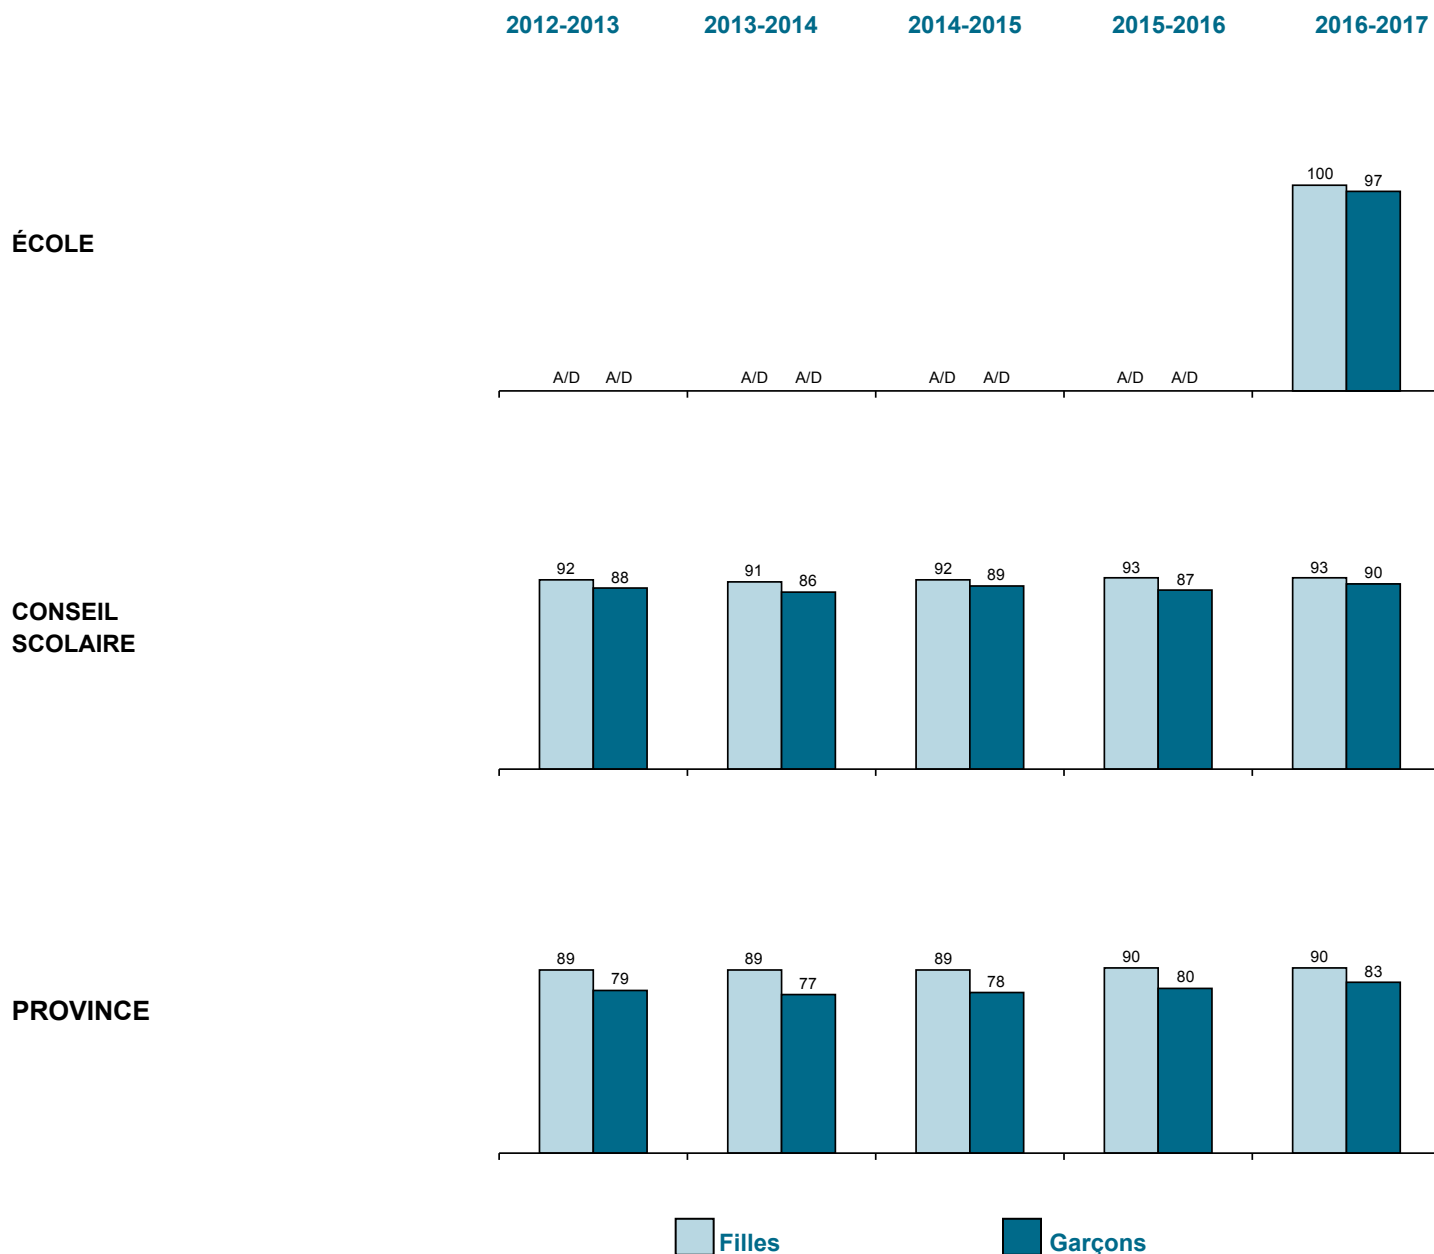 2012-2013 2013-2014 2014-2015 2015-2016 2016-2017
100 97
ÉCOLE
A/D A/D A/D A/D A/D A/D A/D A/D
92 88 91 86 92 89 93 87 93 90
CONSEIL
SCOLAIRE
89 79 89 77 89 78 90 80 90 83
PROVINCE
Filles Garçons